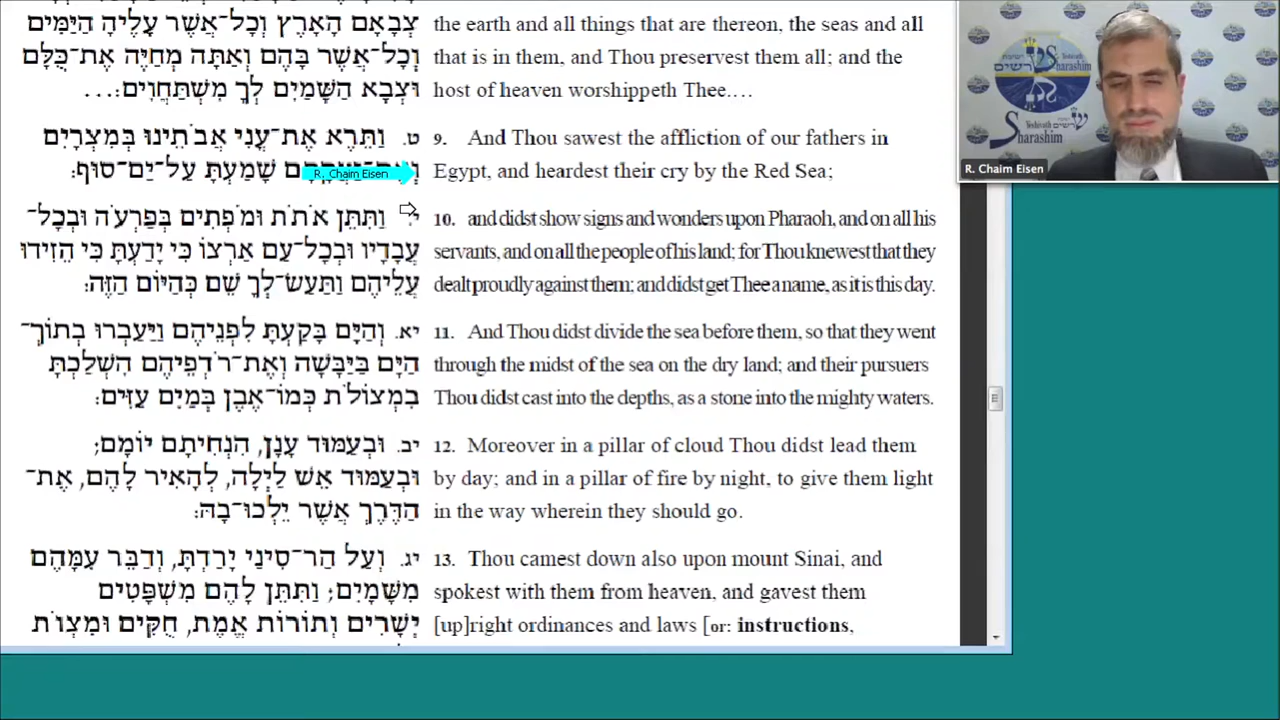 צְבָאָם הָאָרֶץ וְכָל־אֲשֶׁר עָלֶיהָ הַיַּמִּים
וְכָל־אֲשֶׁר בָּהֶם וְאַתָּה מְחַיֶּה אֶת־כֻּלָּם
וּצְבָא הַשָּׁמַיִם לְךָ מִשְׁתַּחֲוִים:...
ט. וַתֵּרֶא אֶת־עֳנִי אֲבֹתֵינוּ בְּמִצְרָיִם
שָׁמַעְתָּ עַל־יַם־סוּף:
י. וַתִּתֵּן אֹתֹת וּמֹפְתִים בְּפַרְעֹה וּבְכָל־
עֲבָדָיו וּבְכָל־עַם אַרְצוֹ כִּי יָדַעְתָּ כִּי הֵזִידוּ
עֲלֵיהֶם וַתַּעַשׂ־לְךָ שֵׁם כְּהַיּוֹם הַזֶּה:
יא. וְהַיָּם בָּקַעְתָּ לִפְנֵיהֶם וַיַּעַבְרוּ בְתוֹךְ־
הַיָּם בַּיַּבָּשָׁה וְאֶת־רֹדְפֵיהֶם הִשְׁלַכְתָּ
בִמְצוֹלֹת כְּמוֹ־אֶבֶן בְּמַיִם עַזִּים:
יב. וּבְעַמּוּד עָנָן, הִנְחִיתָם יוֹמָם;
וּבְעַמּוּד אֵשׁ לַיְלָה, לְהָאִיר לָהֶם, אֶת־
הַדֶּרֶךְ אֲשֶׁר יֵלְכוּ־בָהּ:
יג. וְעַל הַר־סִינַי יָרַדְתָּ, וְדַבֵּר עִמָּהֶם
מִשָּׁמָיִם; וַתִּתֵּן לָהֶם מִשְׁפָּטִים
יְשָׁרִים וְתוֹרוֹת אֱמֶת, חֻקִּים וּמִצְוֹת
the earth and all things that are thereon, the seas and all
that is in them, and Thou preservest them all; and the
host of heaven worshippeth Thee....
9. And Thou sawest the affliction of our fathers in
Egypt, and heardest their cry by the Red Sea;
10. and didst show signs and wonders upon Pharaoh, and on all his
servants, and on all the people of his land; for Thou knewest that they
dealt proudly against them; and didst get Thee a name, as it is this day.
11. And Thou didst divide the sea before them, so that they went
through the midst of the sea on the dry land; and their pursuers
Thou didst cast into the depths, as a stone into the mighty waters.
12. Moreover in a pillar of cloud Thou didst lead them
by day; and in a pillar of fire by night, to give them light
in the way wherein they should go.
13. Thou camest down also upon mount Sinai, and
spokest with them from heaven, and gavest them
[up]right ordinances and laws [or: instructions,
R. Chaim Eisen
Sharashim
Yeshivath
Sharashim
R. Chaim Eisen